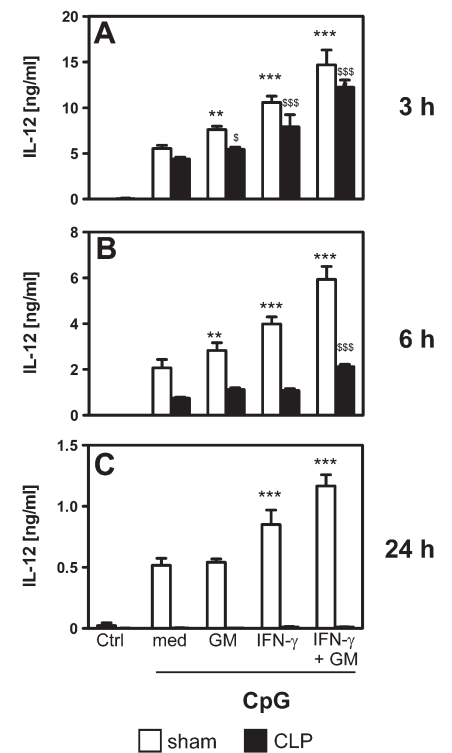 A
20
15
10
5
0
IL-12 [ng/ml]
**
$
***
$$$
***
$$$
3 h
B
8
6
4
2
0
IL-12 [ng/ml]
**
***
***
$$$
6 h
C
1.5
1.0
0.5
0
IL-12 [ng/ml]
***
***
24 h
Ctrl med GM IFN-γ IFN-γ
+ GM
CpG
sham CLP